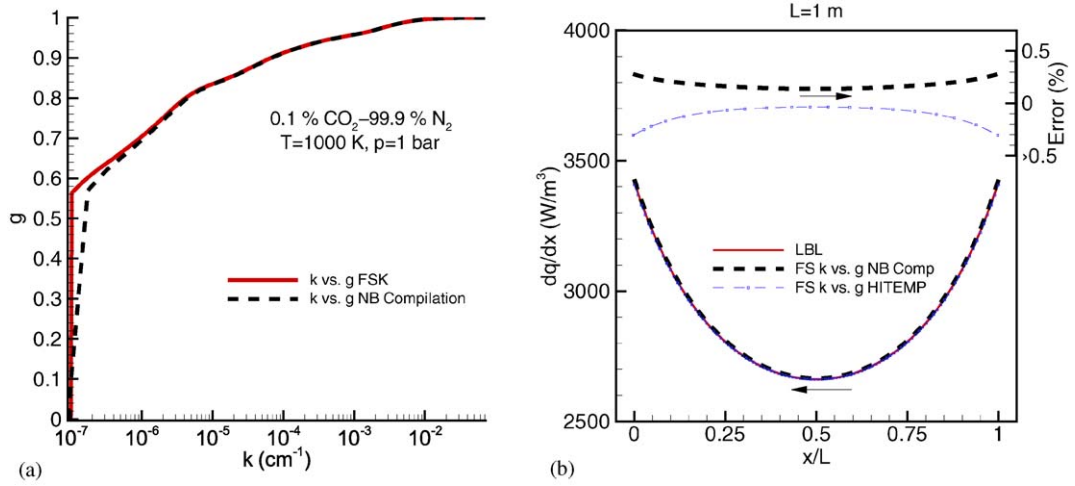 1
0.9
0.8
0.7
0.6
0.5
0.4
0.3
0.2
0.1
0
g
10⁻⁷
10⁻⁶
10⁻⁵
10⁻⁴
10⁻³
10⁻²
k (cm⁻¹)
0.1 % CO₂–99.9 % N₂
T=1000 K, p=1 bar
k vs. g FSK
k vs. g NB Compilation
(a)
L=1 m
4000
3500
3000
2500
dq/dx (W/m³)
0.5
0
>0.5
Error (%)
LBL
FS k vs. g NB Comp
FS k vs. g HITEMP
0
0.25
0.5
0.75
1
x/L
(b)